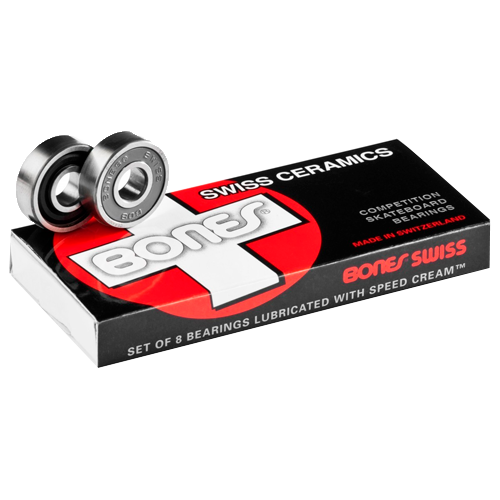 SWISS CERAMICS
BONES®
COMPETITION
SKATEBOARD
BEARINGS
MADE IN SWITZERLAND
BONES SWISS
SET OF 8 BEARINGS LUBRICATED WITH SPEED CREAM™